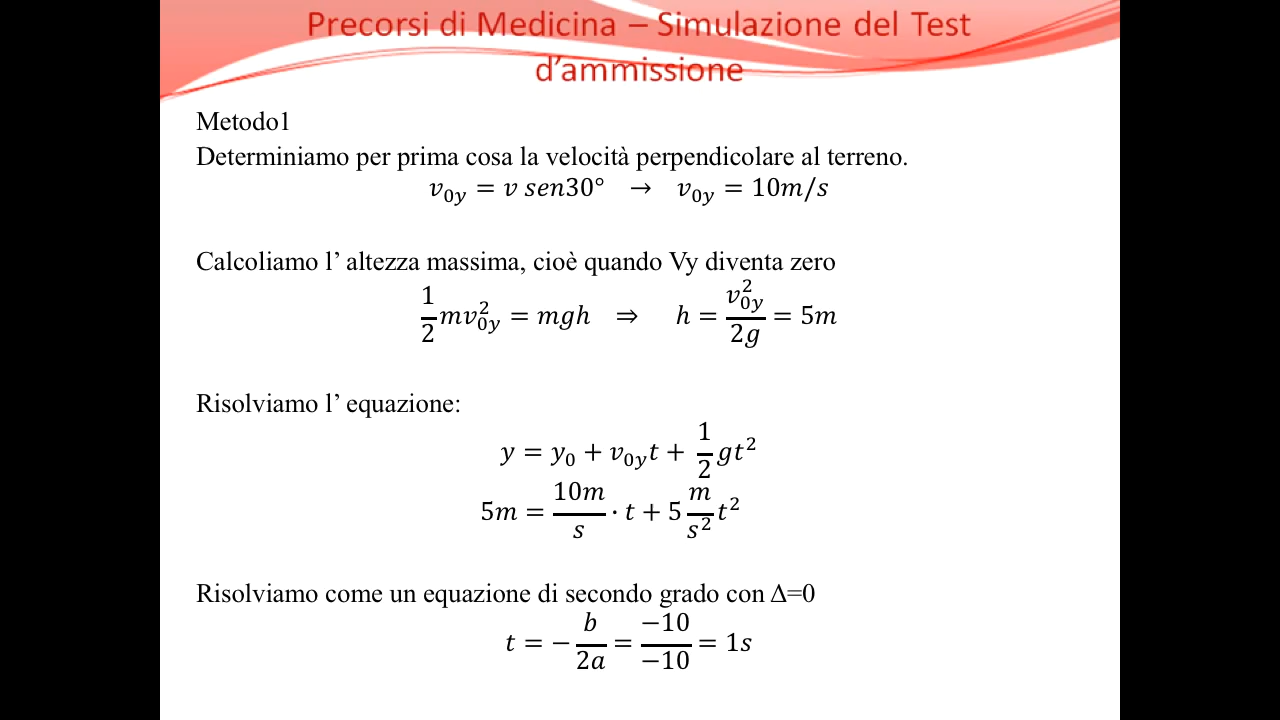 Precorsi di Medicina – Simulazione del Test
d’ammissione
Metodo1
Determiniamo per prima cosa la velocità perpendicolare al terreno.
v₀y = v sen30° → v₀y = 10m/s
Calcoliamo l’ altezza massima, cioè quando Vy diventa zero
1/2 mv₀y² = mgh ⇒ h = v₀y²/2g = 5m
Risolviamo l’ equazione:
y = y₀ + v₀yt + 1/2 gt²
5m = 10m/s · t + 5 m/s² t²
Risolviamo come un equazione di secondo grado con Δ=0
t = − b/2a = −10/−10 = 1s